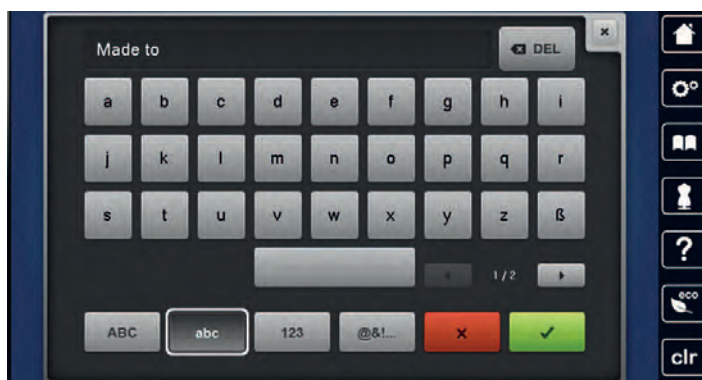 Made to
DEL
a b c d e f g h i
j k l m n o p q r
s t u v w x y z ß
1/2
ABC abc 123 @&!...
?
eco
clr